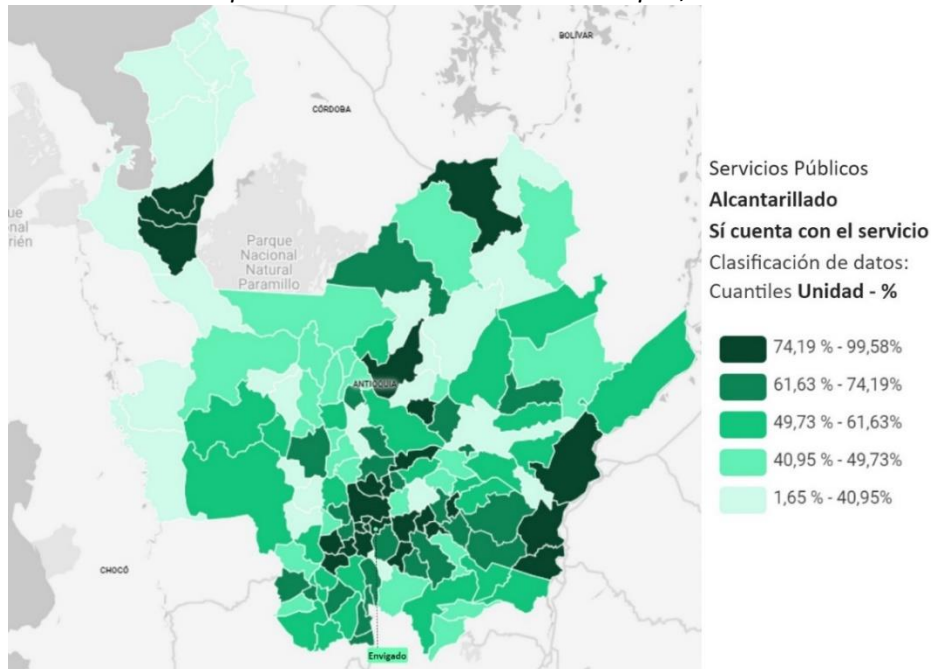 BOLÍVAR
CÓRDOBA
Parque
Nacional
Natural
Paramillo
ANTIOQUIA
CHOCÓ
Envigado
Servicios Públicos
Alcantarillado
Sí cuenta con el servicio
Clasificación de datos:
Cuantiles Unidad - %
74,19 % - 99,58%
61,63 % - 74,19%
49,73 % - 61,63%
40,95 % - 49,73%
1,65 % - 40,95%